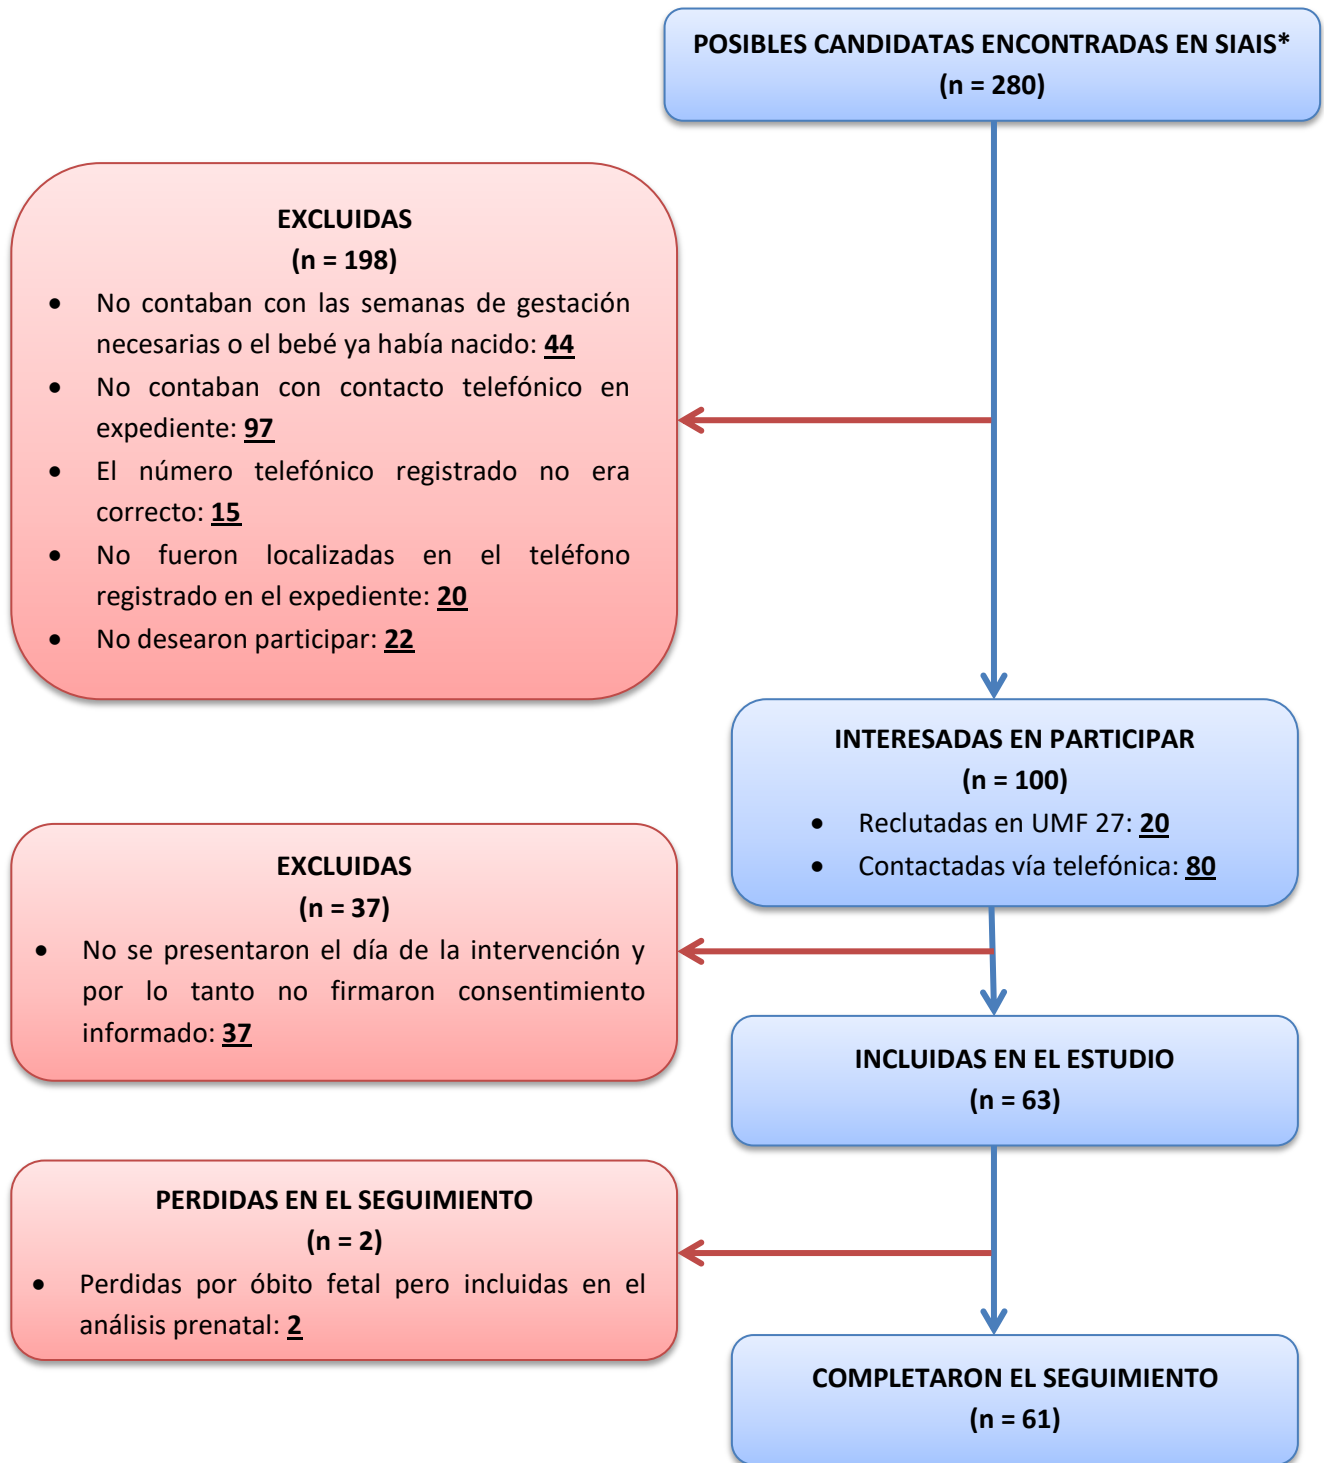 POSIBLES CANDIDATAS ENCONTRADAS EN SIAIS*
(n = 280)
EXCLUIDAS
(n = 198)
• No contaban con las semanas de gestación
necesarias o el bebé ya había nacido: 44
• No contaban con contacto telefónico en
expediente: 97
• El número telefónico registrado no era
correcto: 15
• No fueron localizadas en el teléfono
registrado en el expediente: 20
• No desearon participar: 22
INTERESADAS EN PARTICIPAR
(n = 100)
• Reclutadas en UMF 27: 20
• Contactadas vía telefónica: 80
EXCLUIDAS
(n = 37)
• No se presentaron el día de la intervención y
por lo tanto no firmaron consentimiento
informado: 37
INCLUIDAS EN EL ESTUDIO
(n = 63)
PERDIDAS EN EL SEGUIMIENTO
(n = 2)
• Perdidas por óbito fetal pero incluidas en el
análisis prenatal: 2
COMPLETARON EL SEGUIMIENTO
(n = 61)